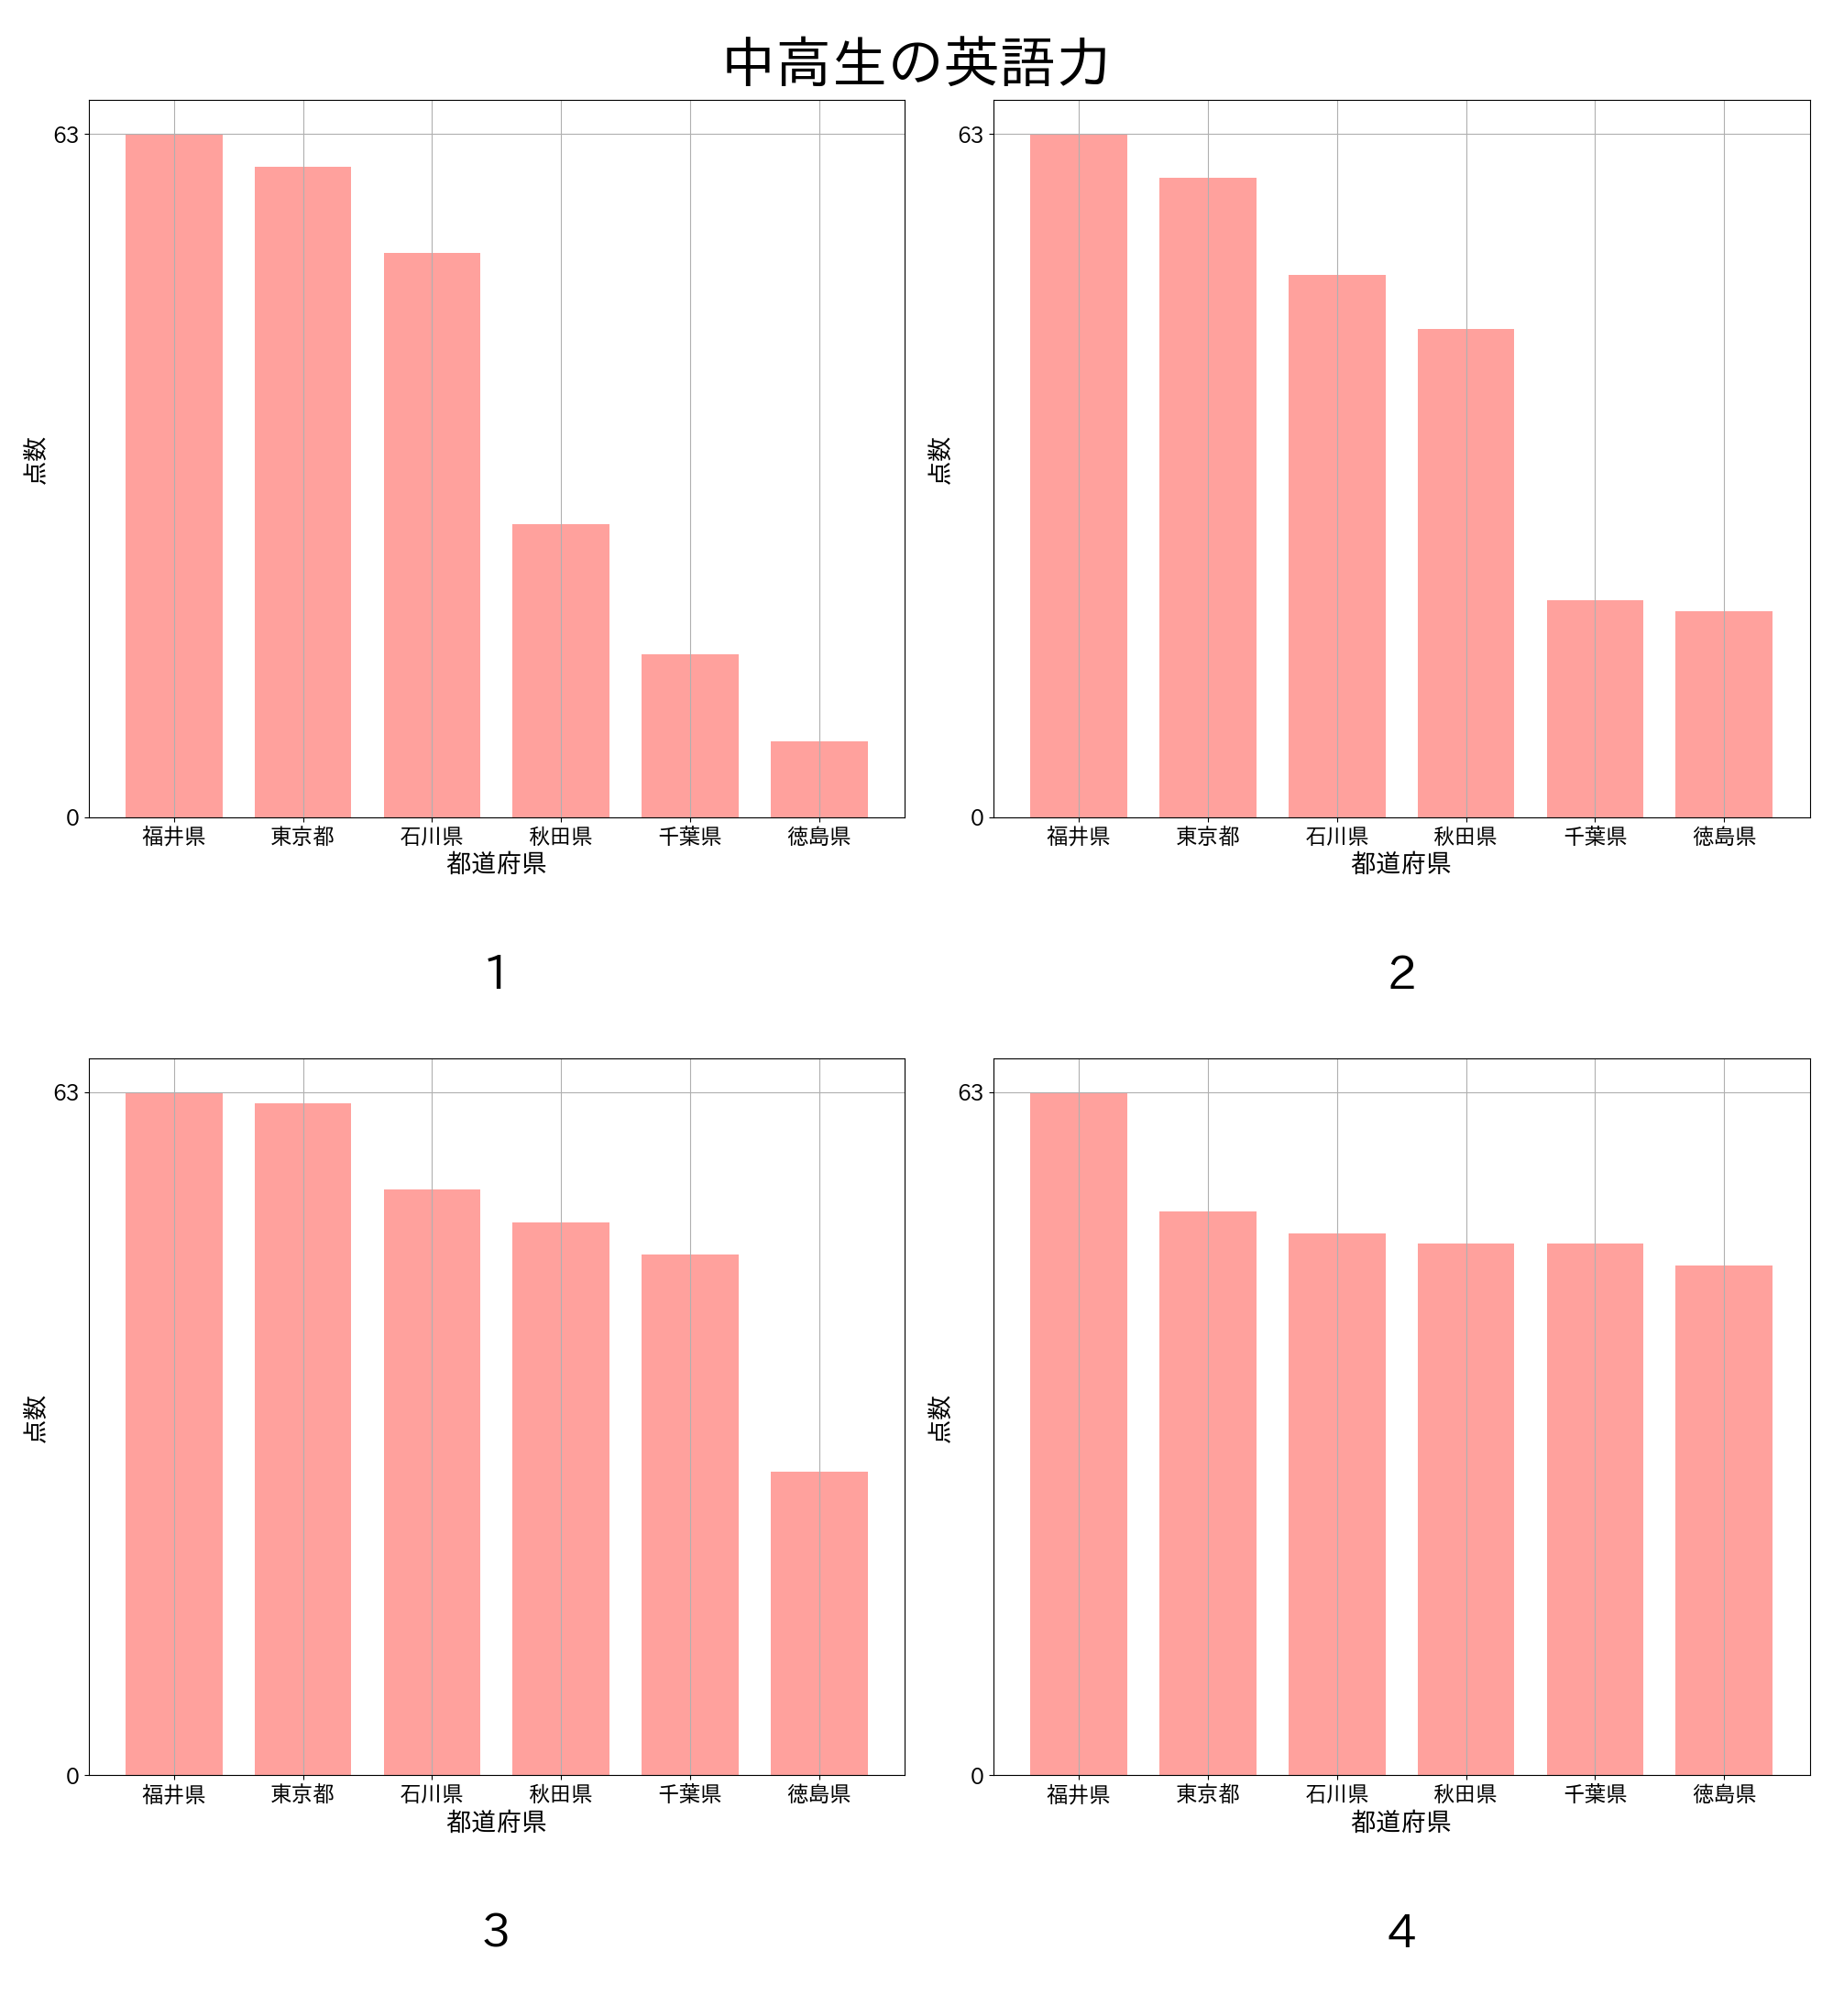 中高生の英語力
63
0
点数
福井県 東京都 石川県 秋田県 千葉県 徳島県
都道府県
1
63
0
点数
福井県 東京都 石川県 秋田県 千葉県 徳島県
都道府県
2
63
0
点数
福井県 東京都 石川県 秋田県 千葉県 徳島県
都道府県
3
63
0
点数
福井県 東京都 石川県 秋田県 千葉県 徳島県
都道府県
4